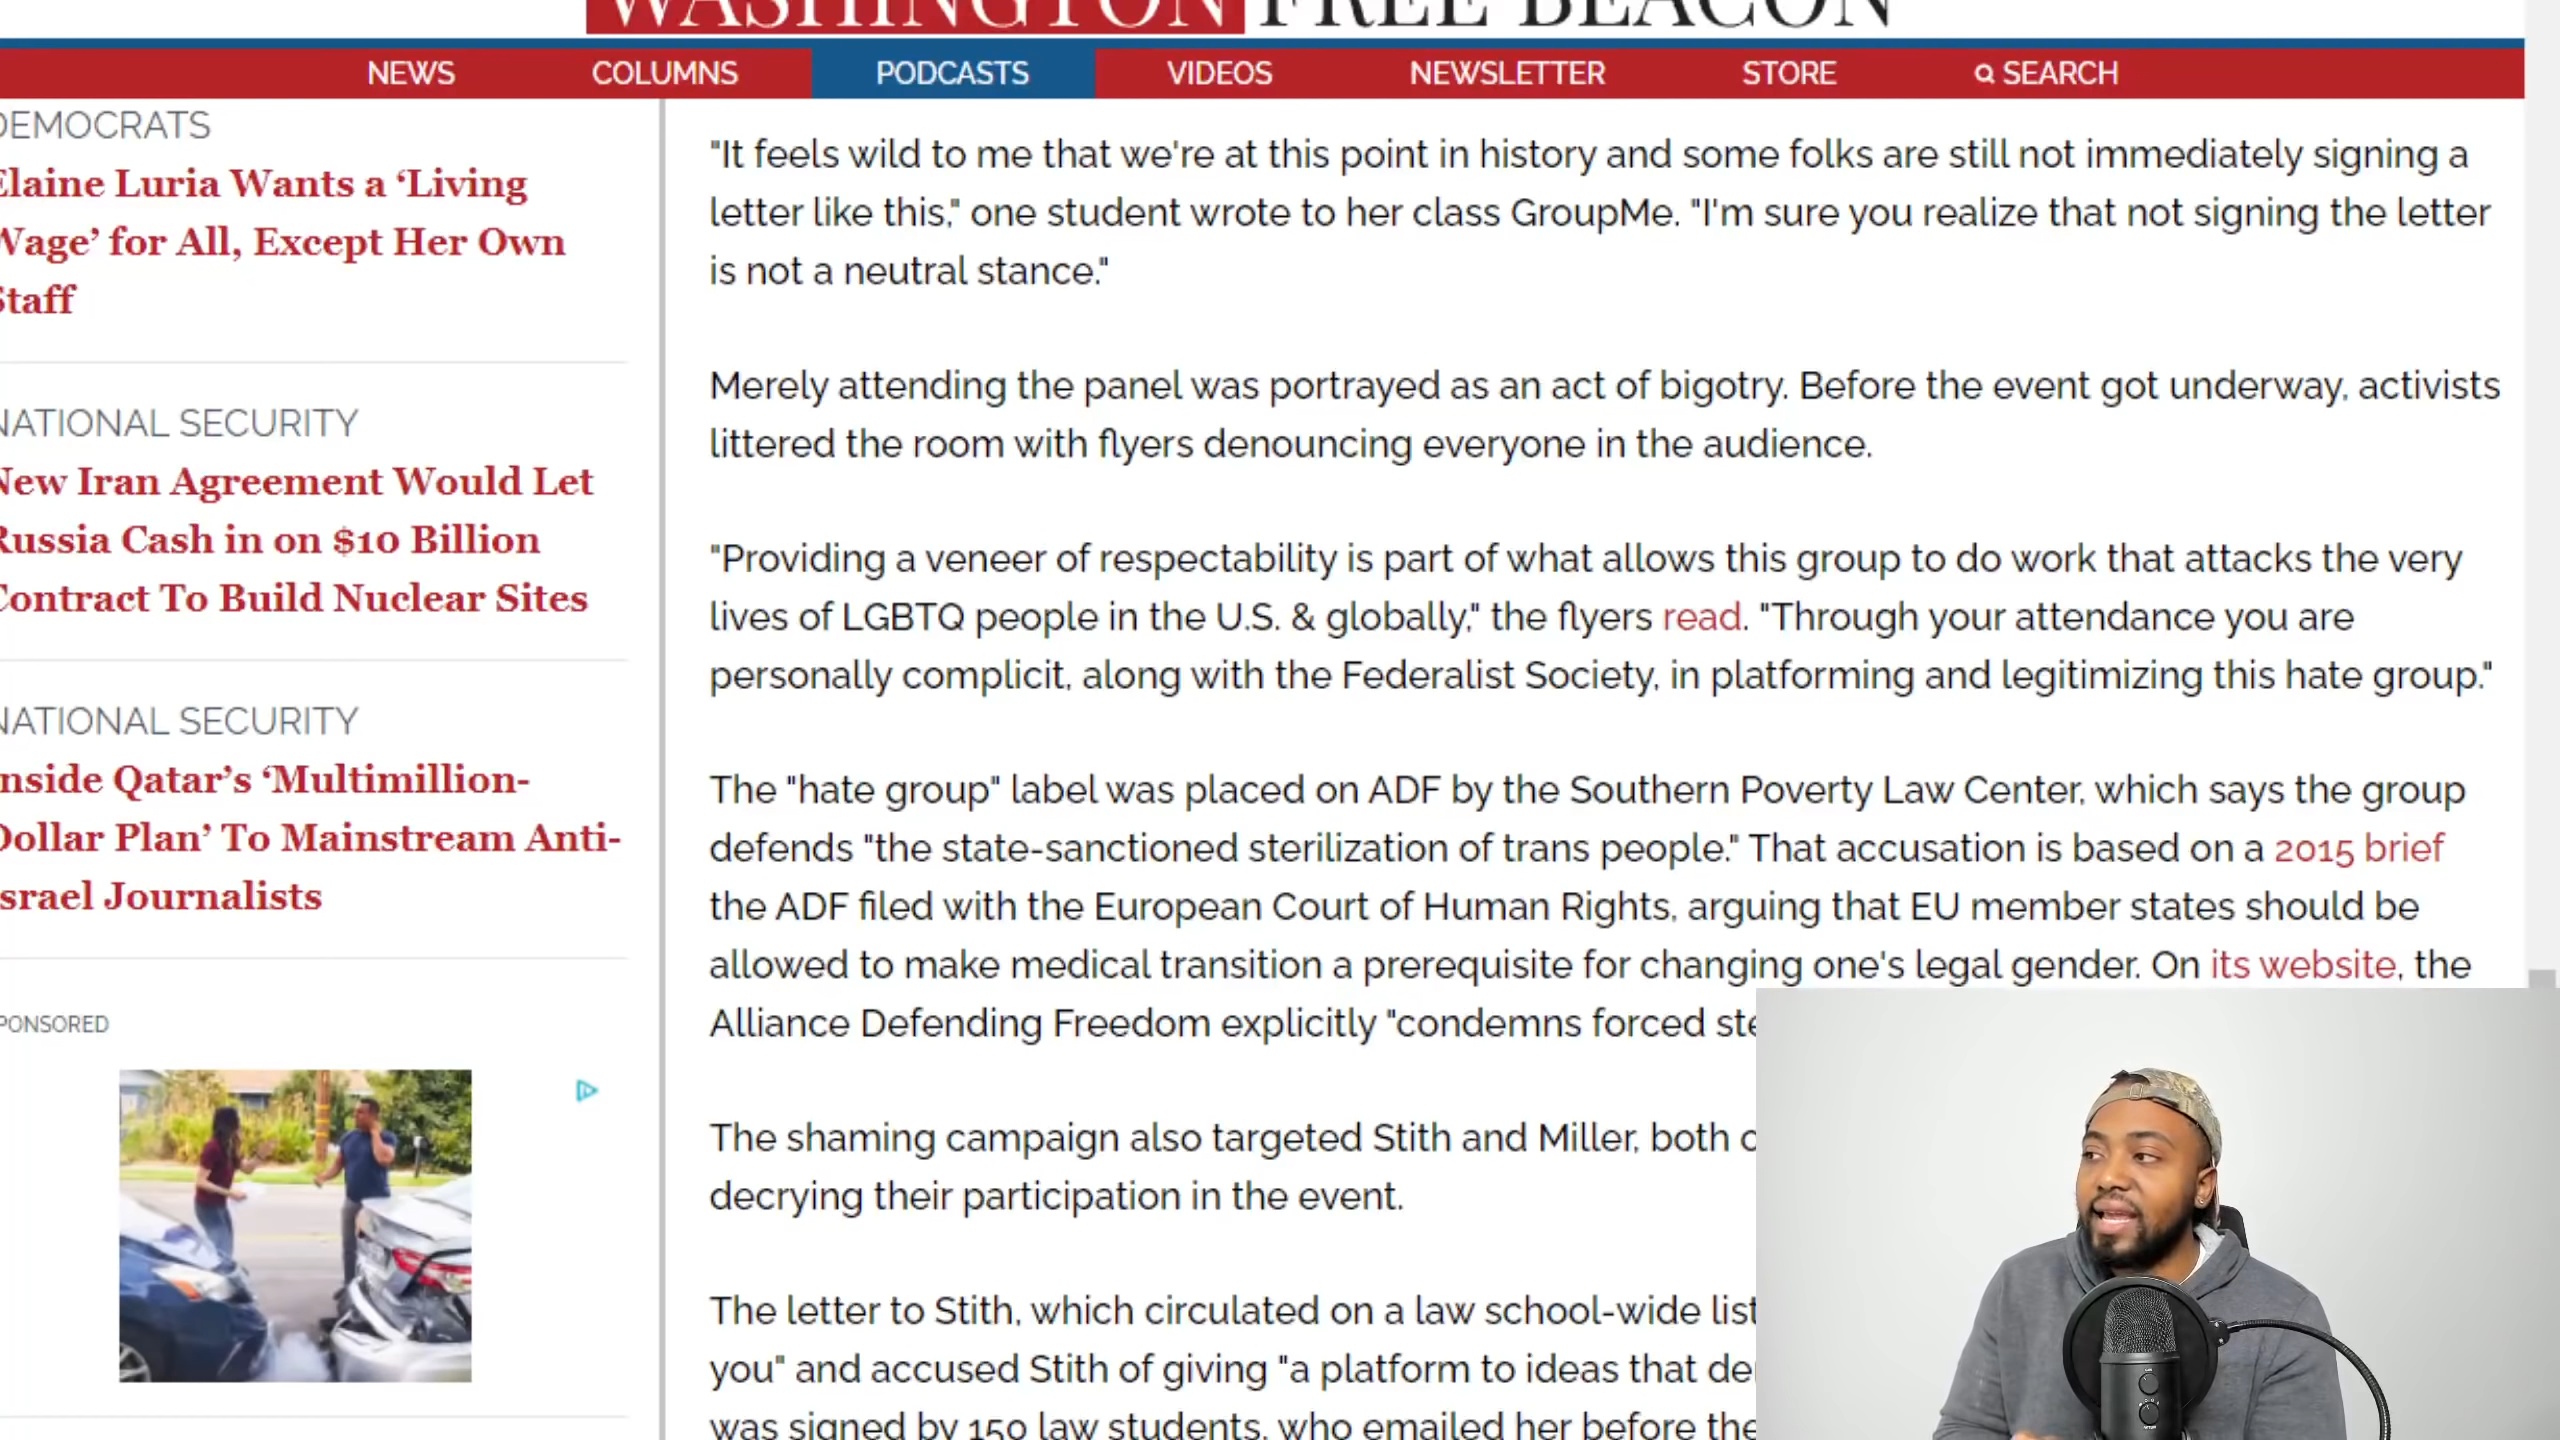 WASHINGTON FREE BEACON
NEWS COLUMNS PODCASTS VIDEOS NEWSLETTER STORE SEARCH
DEMOCRATS
Elaine Luria Wants a ‘Living
Wage’ for All, Except Her Own
Staff
NATIONAL SECURITY
New Iran Agreement Would Let
Russia Cash in on $10 Billion
Contract To Build Nuclear Sites
NATIONAL SECURITY
Inside Qatar’s ‘Multimillion-
Dollar Plan’ To Mainstream Anti-
Israel Journalists
SPONSORED
"It feels wild to me that we're at this point in history and some folks are still not immediately signing a
letter like this," one student wrote to her class GroupMe. "I'm sure you realize that not signing the letter
is not a neutral stance."
Merely attending the panel was portrayed as an act of bigotry. Before the event got underway, activists
littered the room with flyers denouncing everyone in the audience.
"Providing a veneer of respectability is part of what allows this group to do work that attacks the very
lives of LGBTQ people in the U.S. & globally," the flyers read. "Through your attendance you are
personally complicit, along with the Federalist Society, in platforming and legitimizing this hate group."
The "hate group" label was placed on ADF by the Southern Poverty Law Center, which says the group
defends "the state-sanctioned sterilization of trans people." That accusation is based on a 2015 brief
the ADF filed with the European Court of Human Rights, arguing that EU member states should be
allowed to make medical transition a prerequisite for changing one's legal gender. On its website, the
Alliance Defending Freedom explicitly "condemns forced
The shaming campaign also targeted Stith and Miller, both
decrying their participation in the event.
The letter to Stith, which circulated on a law school-wide
you" and accused Stith of giving "a platform to ideas that
was signed by 150 law students, who emailed her before the